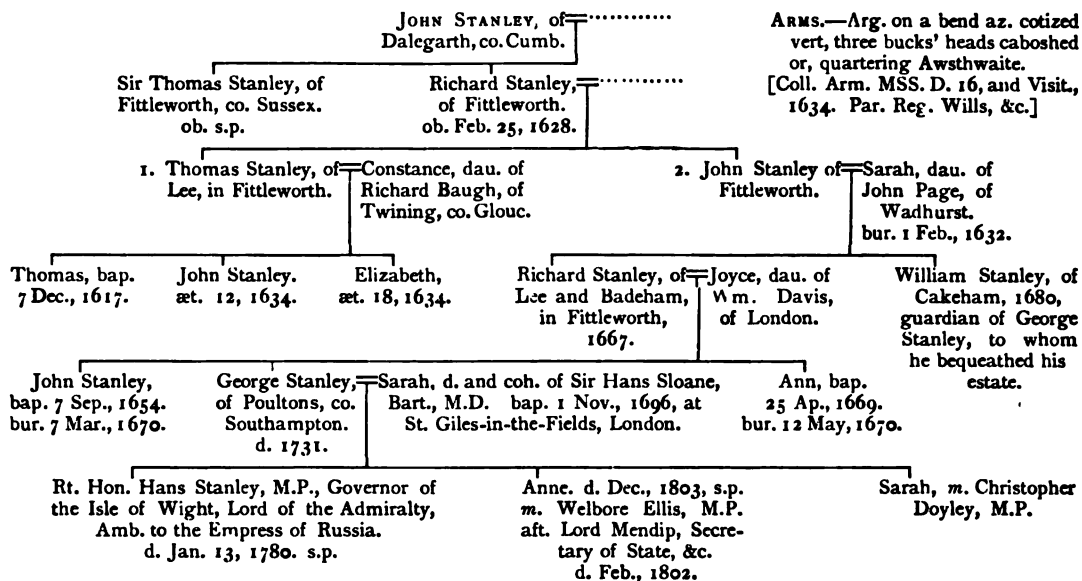 JOHN STANLEY, of
Dalegarth, co. Cumb.
ARMS.—Arg. on a bend az. cotized
vert, three bucks' heads caboshed
or, quartering Awsthwaite.
[Coll. Arm. MSS. D. 16, and Visit.,
1634. Par. Reg. Wills, &c.]
Sir Thomas Stanley, of
Fittleworth, co. Sussex.
ob. s.p.
Richard Stanley,
of Fittleworth.
ob. Feb. 25, 1628.
1. Thomas Stanley, of
Lee, in Fittleworth.
Constance, dau. of
Richard Baugh, of
Twining, co. Glouc.
2. John Stanley of
Fittleworth.
Sarah, dau. of
John Page, of
Wadhurst.
bur. 1 Feb., 1632.
Thomas, bap.
7 Dec., 1617.
John Stanley.
æt. 12, 1634.
Elizabeth,
æt. 18, 1634.
Richard Stanley, of
Lee and Badeham,
in Fittleworth,
1667.
Joyce, dau. of
Wm. Davis,
of London.
William Stanley, of
Cakeham, 1680,
guardian of George
Stanley, to whom
he bequeathed his
estate.
John Stanley,
bap. 7 Sep., 1654.
bur. 7 Mar., 1670.
George Stanley,
of Poultons, co.
Southampton.
d. 1731.
Sarah, d. and coh. of Sir Hans Sloane,
Bart., M.D. bap. 1 Nov., 1696, at
St. Giles-in-the-Fields, London.
Ann, bap.
25 Ap., 1669.
bur. 12 May, 1670.
Rt. Hon. Hans Stanley, M.P., Governor of
the Isle of Wight, Lord of the Admiralty,
Amb. to the Empress of Russia.
d. Jan. 13, 1780. s.p.
Anne. d. Dec., 1803, s.p.
m. Welbore Ellis, M.P.
aft. Lord Mendip, Secre-
tary of State, &c.
d. Feb., 1802.
Sarah, m. Christopher
Doyley, M.P.